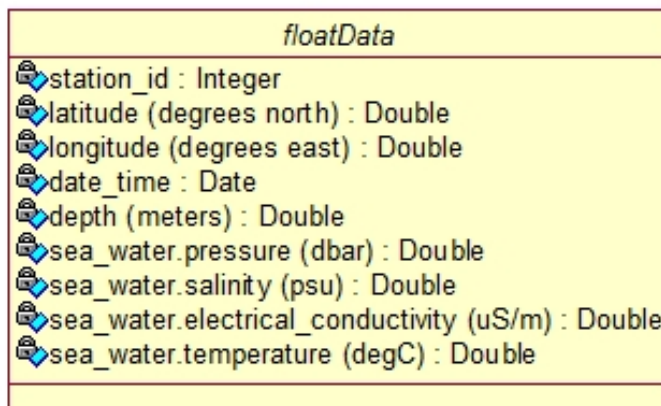 floatData
station_id : Integer
latitude (degrees north) : Double
longitude (degrees east) : Double
date_time : Date
depth (meters) : Double
sea_water.pressure (dbar) : Double
sea_water.salinity (psu) : Double
sea_water.electrical_conductivity (uS/m) : Double
sea_water.temperature (degC) : Double